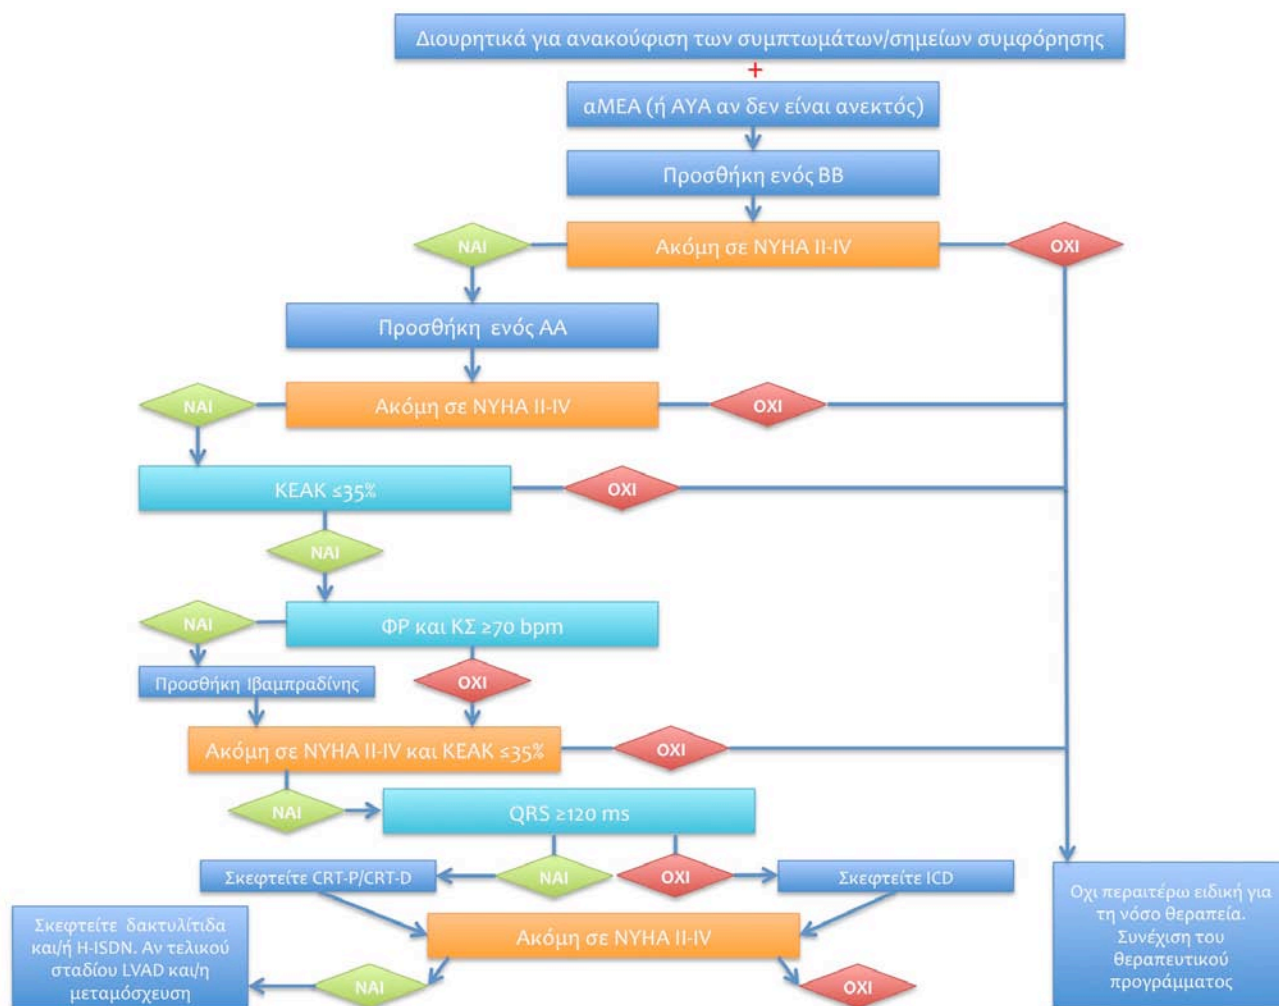 Διουρητικά για ανακούφιση των συμπτωμάτων/σημείων συμφόρησης
+
αΜΕΑ (ή ΑΥΑ αν δεν είναι ανεκτός)
Προσθήκη ενός ΒΒ
ΝΑΙ
Ακόμη σε NYHA II-IV
ΟΧΙ
Προσθήκη ενός ΑΑ
ΝΑΙ
Ακόμη σε NYHA II-IV
ΟΧΙ
ΚΕΑΚ ≤35%
ΟΧΙ
ΝΑΙ
ΝΑΙ
ΦΡ και ΚΣ ≥70 bpm
Προσθήκη Ιβαμπραδίνης
ΟΧΙ
Ακόμη σε NYHA II-IV και ΚΕΑΚ ≤35%
ΟΧΙ
ΝΑΙ
QRS ≥120 ms
Σκεφτείτε CRT-P/CRT-D
ΝΑΙ
ΟΧΙ
Σκεφτείτε ICD
Οχι περαιτέρω ειδική για
τη νόσο θεραπεία.
Συνέχιση του
θεραπευτικού
προγράμματος
Σκεφτείτε δακτυλίτιδα
και/ή H-ISDN. Αν τελικού
σταδίου LVAD και/η
μεταμόσχευση
Ακόμη σε NYHA II-IV
ΝΑΙ
ΟΧΙ